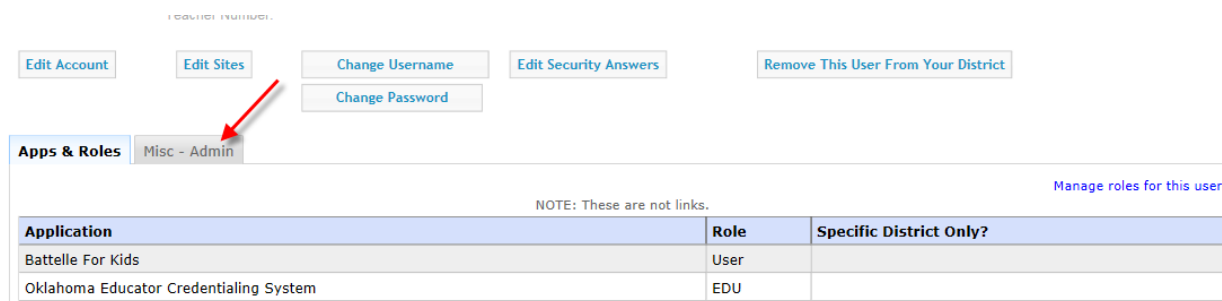 Teacher Number:
Edit Account Edit Sites Change Username Edit Security Answers Remove This User From Your District
Change Password
Apps & Roles Misc - Admin
Manage roles for this user
NOTE: These are not links.
Application Role Specific District Only?
Battelle For Kids User
Oklahoma Educator Credentialing System EDU